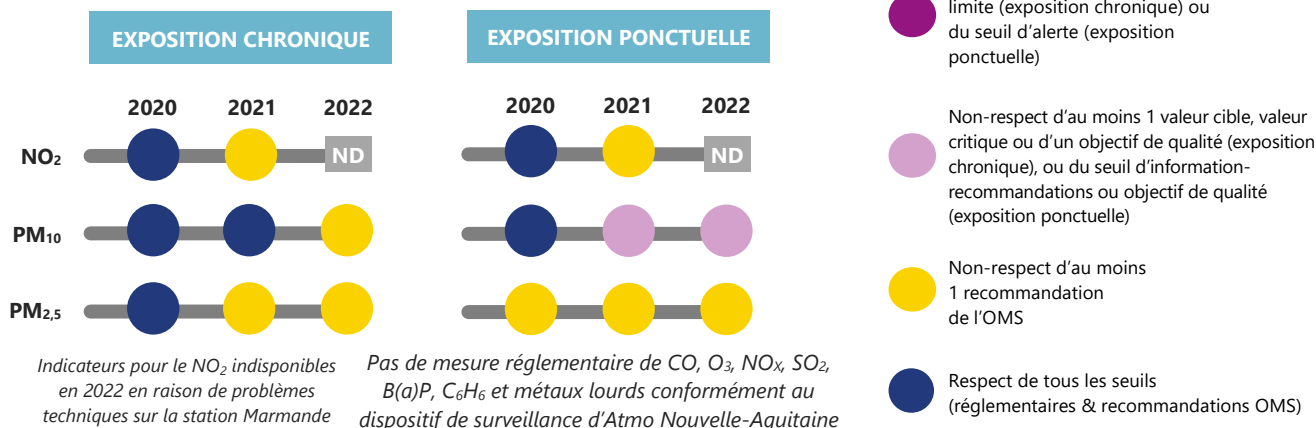 EXPOSITION CHRONIQUE
2020 2021 2022
NO₂ ND
PM₁₀
PM₂,₅
Indicateurs pour le NO₂ indisponibles
en 2022 en raison de problèmes
techniques sur la station Marmande
EXPOSITION PONCTUELLE
2020 2021 2022
ND
Pas de mesure réglementaire de CO, O₃, NOₓ, SO₂,
B(a)P, C₆H₆ et métaux lourds conformément au
dispositif de surveillance d'Atmo Nouvelle-Aquitaine
limite (exposition chronique) ou
du seuil d'alerte (exposition
ponctuelle)
Non-respect d'au moins 1 valeur cible, valeur
critique ou d'un objectif de qualité (exposition
chronique), ou du seuil d'information-
recommandations ou objectif de qualité
(exposition ponctuelle)
Non-respect d'au moins
1 recommandation
de l'OMS
Respect de tous les seuils
(réglementaires & recommandations OMS)